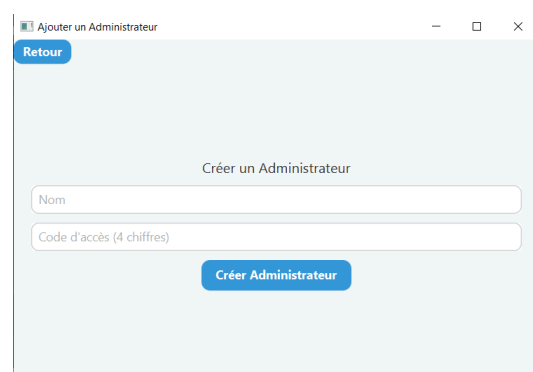 Ajouter un Administrateur
Retour
Créer un Administrateur
Nom
Code d'accès (4 chiffres)
Créer Administrateur